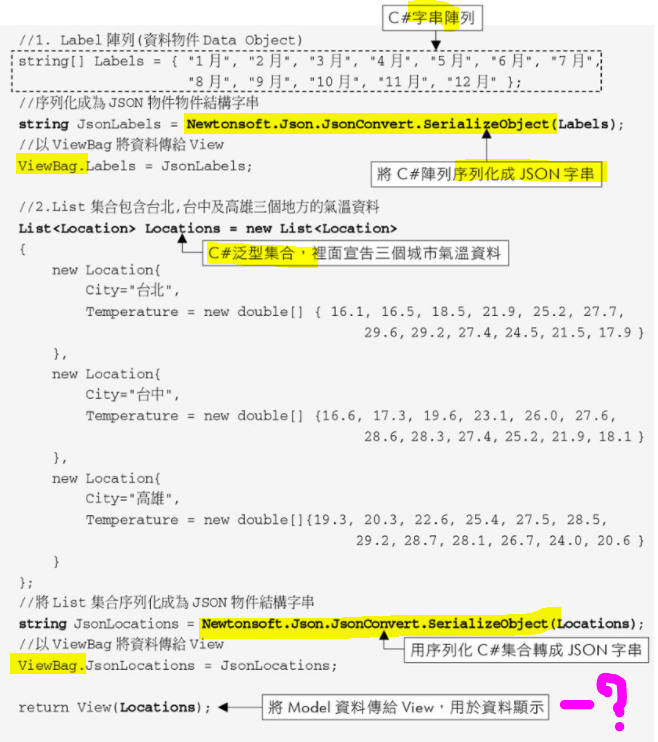 C#字串陣列
//1. Label 陣列(資料物件 Data Object)
string[] Labels = { "1 月", "2 月", "3 月", "4 月", "5 月", "6 月", "7 月",
"8 月", "9 月", "10 月", "11 月", "12 月" };
//序列化成為 JSON 物件物件結構字串
string JsonLabels = Newtonsoft.Json.JsonConvert.SerializeObject(Labels);
//以 ViewBag 將資料傳給 View
ViewBag.Labels = JsonLabels;
將 C#陣列序列化成 JSON 字串
//2.List 集合包含台北,台中及高雄三個地方的氣溫資料
List<Location> Locations = new List<Location>
{
C#泛型集合，裡面宣告三個城市氣溫資料
new Location{
City="台北",
Temperature = new double[] { 16.1, 16.5, 18.5, 21.9, 25.2, 27.7,
29.6, 29.2, 27.4, 24.5, 21.5, 17.9 }
},
new Location{
City="台中",
Temperature = new double[] {16.6, 17.3, 19.6, 23.1, 26.0, 27.6,
28.6, 28.3, 27.4, 25.2, 21.9, 18.1 }
},
new Location{
City="高雄",
Temperature = new double[]{19.3, 20.3, 22.6, 25.4, 27.5, 28.5,
29.2, 28.7, 28.1, 26.7, 24.0, 20.6 }
}
};
//將 List 集合序列化成為 JSON 物件結構字串
string JsonLocations = Newtonsoft.Json.JsonConvert.SerializeObject(Locations);
//以 ViewBag 將資料傳給 View
用序列化 C#集合轉成 JSON 字串
ViewBag.JsonLocations = JsonLocations;
return View(Locations);
將 Model 資料傳給 View，用於資料顯示
—?